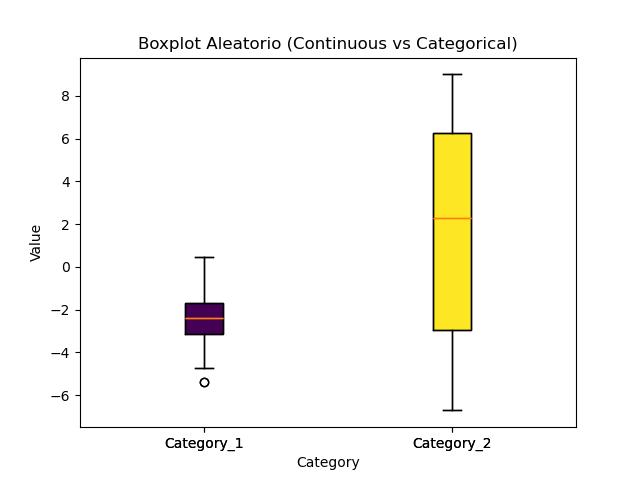 Boxplot Aleatorio (Continuous vs Categorical)
Value
8
6
4
2
0
−2
−4
−6
Category_1
Category_2
Category